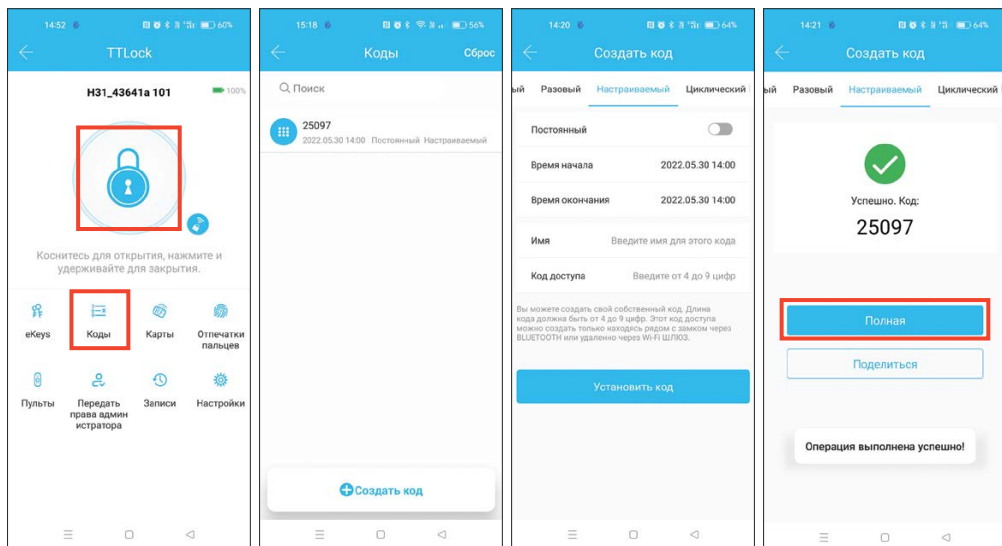 14:52
60%
TTLock
H31_43641a 101
100%
Коснитесь для открытия, нажмите и
удерживайте для закрытия.
eKeys
Коды
Карты
Отпечатки
пальцев
Пульты
Передать
права админ
истратора
Записи
Настройки
15:18
56%
Коды
Сброс
Поиск
25097
2022.05.30 14:00 Постоянный Настраиваемый
Создать код
14:20
64%
Создать код
ый Разовый Настраиваемый Циклический
Постоянный
Время начала 2022.05.30 14:00
Время окончания 2022.05.30 14:00
Имя Введите имя для этого кода
Код доступа Введите от 4 до 9 цифр
Вы можете создать свой собственный код. Длина
кода должна быть от 4 до 9 цифр. Этот код доступа
можно создать только находясь рядом с замком через
BLUETOOTH или удаленно через Wi-Fi ШЛЮЗ.
Установить код
14:21
64%
Создать код
ый Разовый Настраиваемый Циклический
Успешно. Код:
25097
Полная
Поделиться
Операция выполнена успешно!